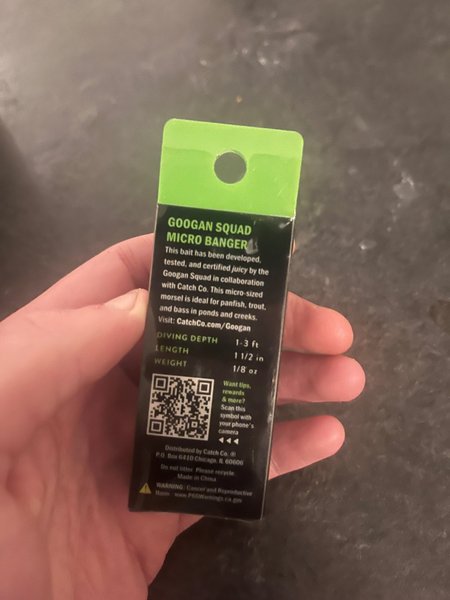 GOOGAN SQUAD
MICRO BANGER
This bait has been developed,
tested, and certified juicy by the
Googan Squad in collaboration
with Catch Co. This micro-sized
morsel is ideal for panfish, trout,
and bass in ponds and creeks.
Visit: CatchCo.com/Googan
DIVING DEPTH 1-3 ft
LENGTH 1 1/2 in
WEIGHT 1/8 oz
Want tips,
rewards
& more?
Scan this
symbol with
your phone's
camera
Distributed by Catch Co. ®
P.O. Box 6410 Chicago, IL 60606
Do not litter. Please recycle.
Made in China
WARNING: Cancer and Reproductive
Harm - www.P65Warnings.ca.gov